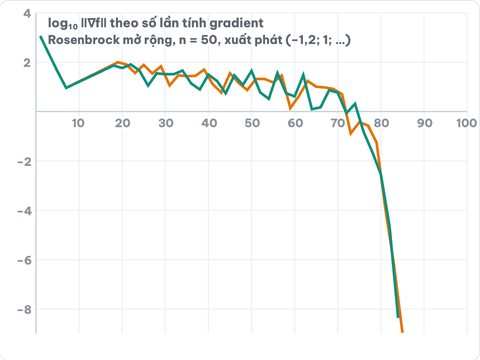 log₁₀ ||∇f|| theo số lần tính gradient
Rosenbrock mở rộng, n = 50, xuất phát (−1,2; 1; ...)
4
2
10 20 30 40 50 60 70 80 90 100
−2
−4
−6
−8